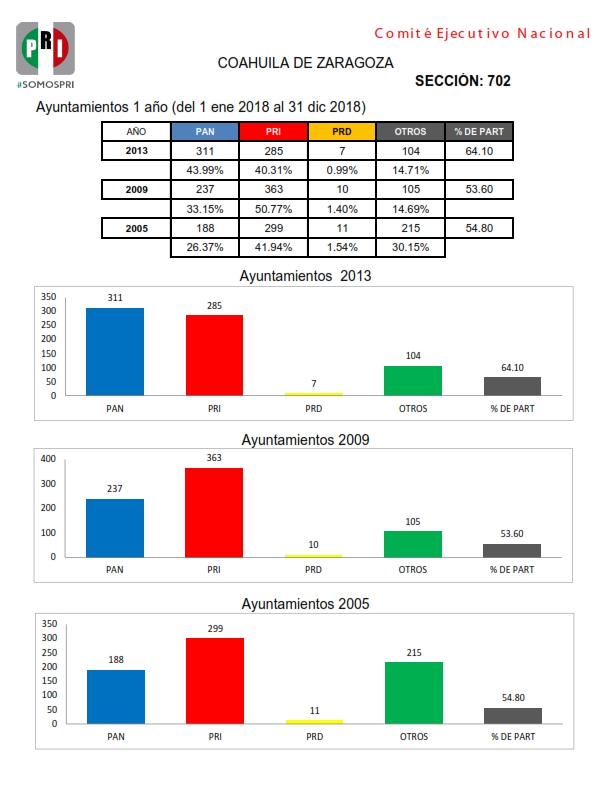 Comité Ejecutivo Nacional
PRI
#SOMOSPRI
COAHUILA DE ZARAGOZA
SECCIÓN: 702
Ayuntamientos 1 año (del 1 ene 2018 al 31 dic 2018)
AÑO PAN PRI PRD OTROS % DE PART
2013 311 285 7 104 64.10
43.99% 40.31% 0.99% 14.71%
2009 237 363 10 105 53.60
33.15% 50.77% 1.40% 14.69%
2005 188 299 11 215 54.80
26.37% 41.94% 1.54% 30.15%
Ayuntamientos 2013
350
300
250
200
150
100
50
0
311 285 7 104 64.10
PAN PRI PRD OTROS % DE PART
Ayuntamientos 2009
400
300
200
100
0
237 363 10 105 53.60
PAN PRI PRD OTROS % DE PART
Ayuntamientos 2005
350
300
250
200
150
100
50
0
188 299 11 215 54.80
PAN PRI PRD OTROS % DE PART